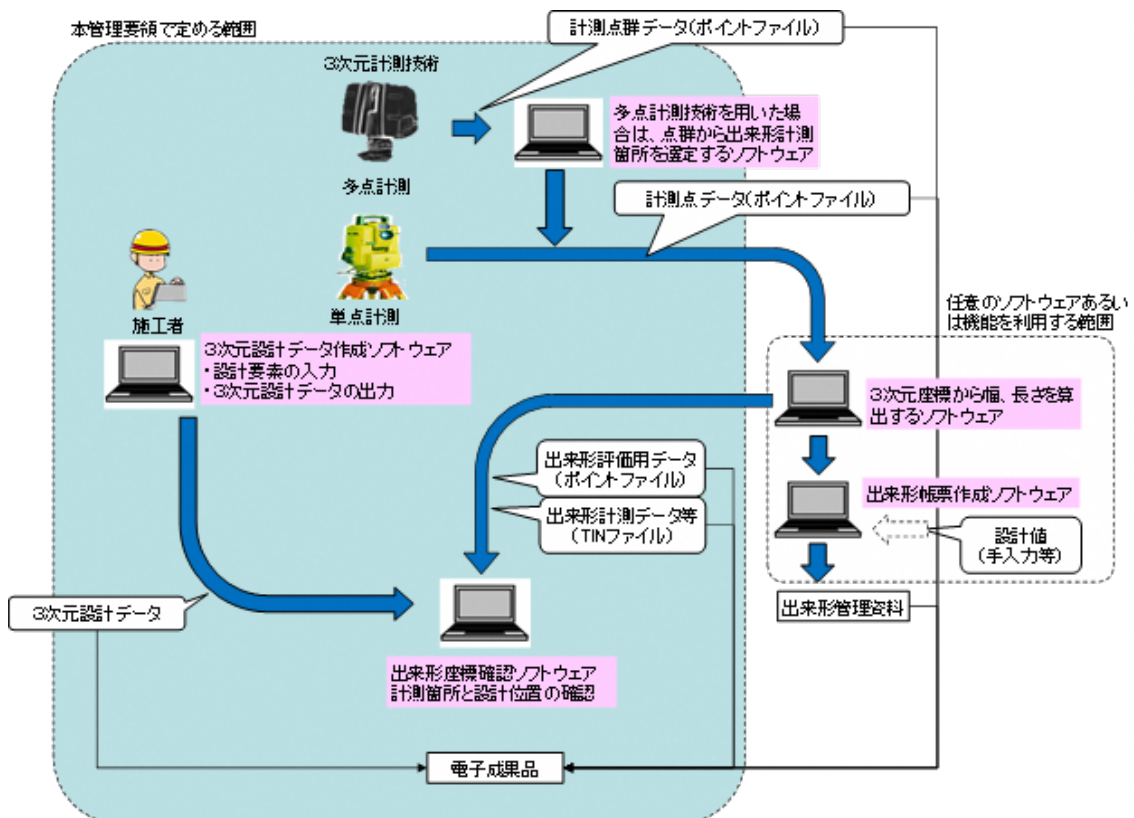 本管理要領で定める範囲
計測点群データ(ポイントファイル)
3次元計測技術
多点計測技術を用いた場
合は、点群から出来形計測
箇所を選定するソフトウェア
多点計測
計測点データ(ポイントファイル)
単点計測
施工者
任意のソフトウェアあるい
は機能を利用する範囲
3次元設計データ作成ソフトウェア
・設計要素の入力
・3次元設計データの出力
3次元座標から幅、長さを算
出するソフトウェア
出来形評価用データ
(ポイントファイル)
出来形計測データ等
(TINファイル)
出来形帳票作成ソフトウェア
設計値
(手入力等)
3次元設計データ
出来形管理資料
出来形座標確認ソフトウェア
計測箇所と設計位置の確認
電子成果品